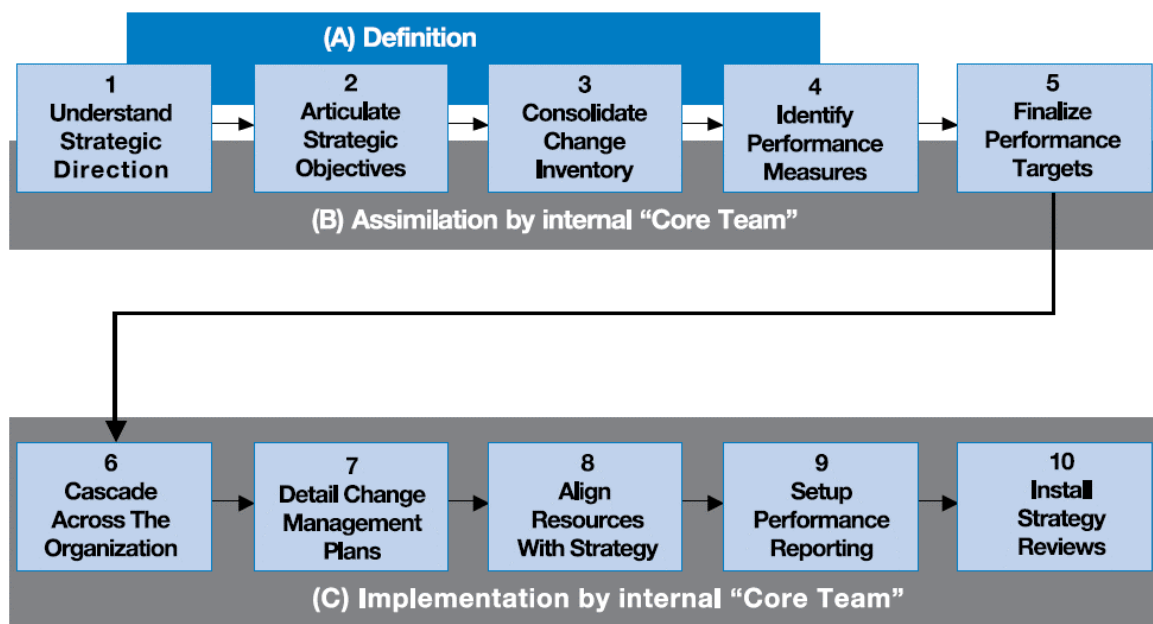 (A) Definition
1
Understand
Strategic
Direction
2
Articulate
Strategic
Objectives
3
Consolidate
Change
Inventory
4
Identify
Performance
Measures
5
Finalize
Performance
Targets
(B) Assimilation by internal “Core Team”
6
Cascade
Across The
Organization
7
Detail Change
Management
Plans
8
Align
Resources
With Strategy
9
Setup
Performance
Reporting
10
Install
Strategy
Reviews
(C) Implementation by internal “Core Team”